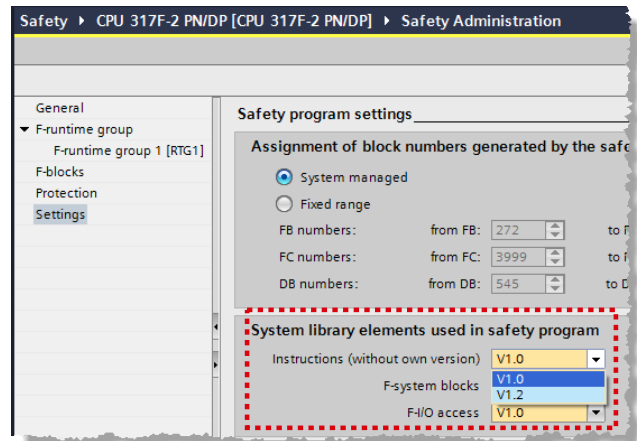 Safety ▸ CPU 317F-2 PN/DP [CPU 317F-2 PN/DP] ▸ Safety Administration
General
F-runtime group
F-runtime group 1 [RTG1]
F-blocks
Protection
Settings
Safety program settings
Assignment of block numbers generated by the safe
System managed
Fixed range
FB numbers: from FB: 272 to
FC numbers: from FC: 3999 to
DB numbers: from DB: 545 to
System library elements used in safety program
Instructions (without own version) V1.0
V1.0
F-system blocks
V1.2
F-I/O access V1.0